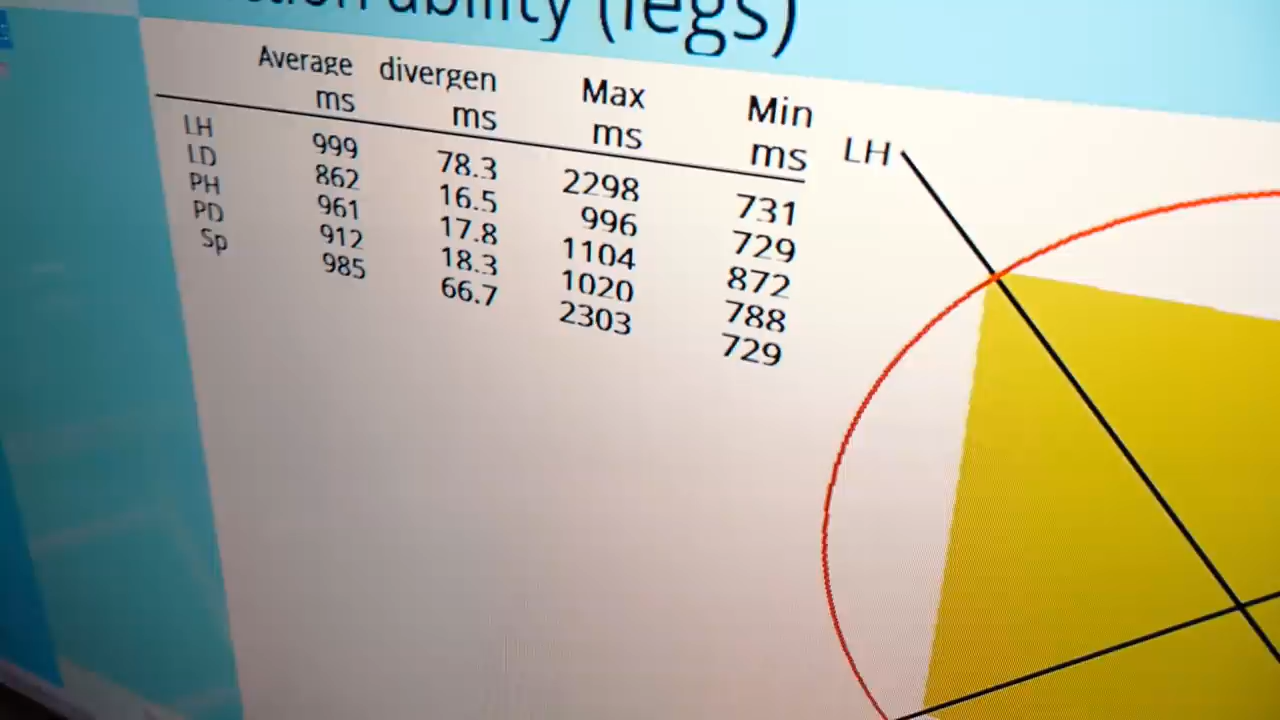 ability (legs)
Average divergen Max Min
ms ms ms ms
LH 999 78.3 2298 731
LD 862 16.5 996 729
PH 961 17.8 1104 872
PD 912 18.3 1020 788
Sp 985 66.7 2303 729
LH